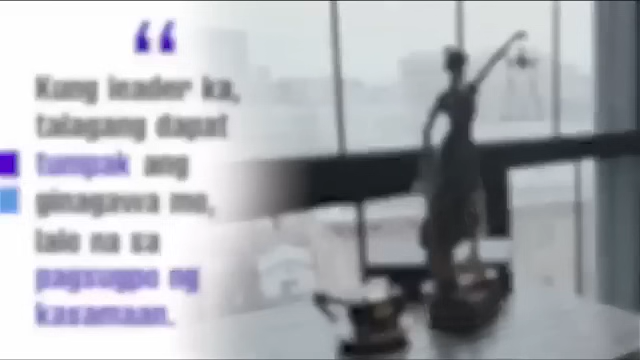 “
Kung leader ka,
talagang dapat
tumpak ang
ginagawa mo,
lalo na sa
pagsugpo ng
kasamaan.